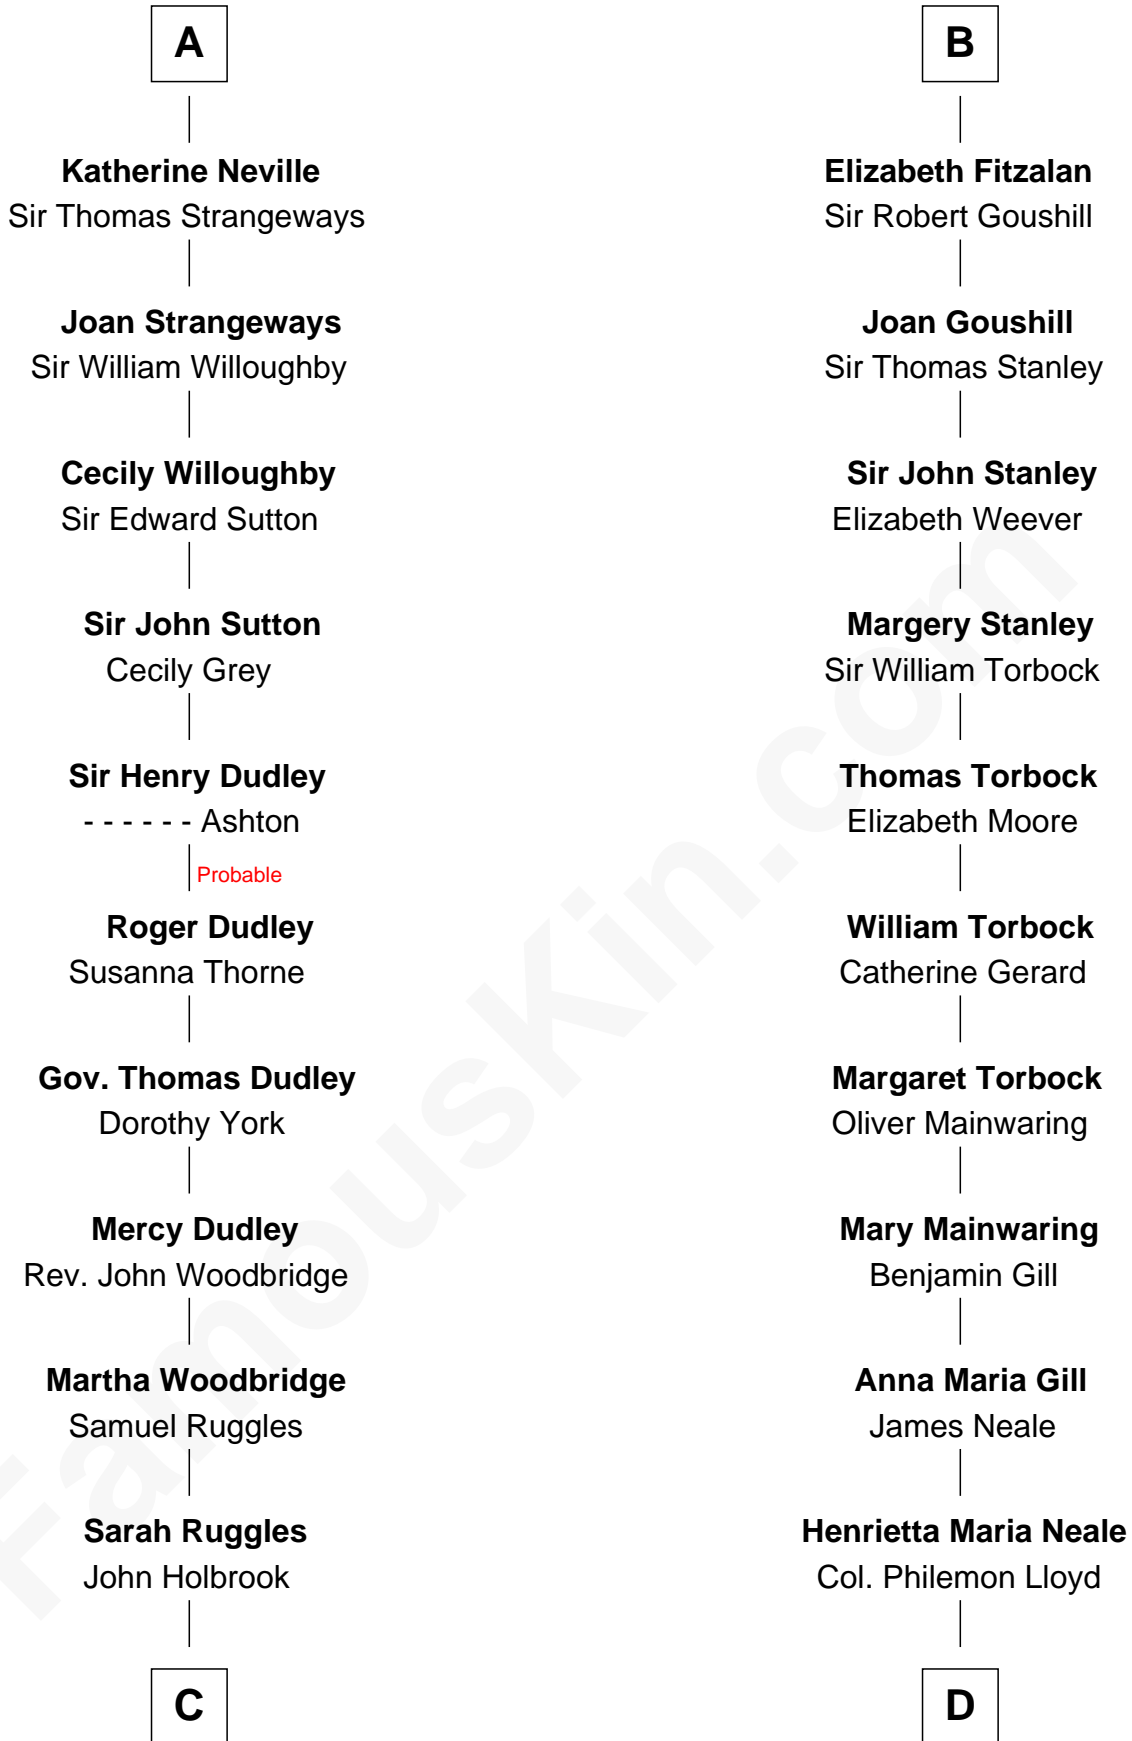 A
Katherine Neville
Sir Thomas Strangeways
Joan Strangeways
Sir William Willoughby
Cecily Willoughby
Sir Edward Sutton
Sir John Sutton
Cecily Grey
Sir Henry Dudley
- - - - - - Ashton
Probable
Roger Dudley
Susanna Thorne
Gov. Thomas Dudley
Dorothy York
Mercy Dudley
Rev. John Woodbridge
Martha Woodbridge
Samuel Ruggles
Sarah Ruggles
John Holbrook
C
B
Elizabeth Fitzalan
Sir Robert Goushill
Joan Goushill
Sir Thomas Stanley
Sir John Stanley
Elizabeth Weever
Margery Stanley
Sir William Torbock
Thomas Torbock
Elizabeth Moore
William Torbock
Catherine Gerard
Margaret Torbock
Oliver Mainwaring
Mary Mainwaring
Benjamin Gill
Anna Maria Gill
James Neale
Henrietta Maria Neale
Col. Philemon Lloyd
D
FamousKin.com